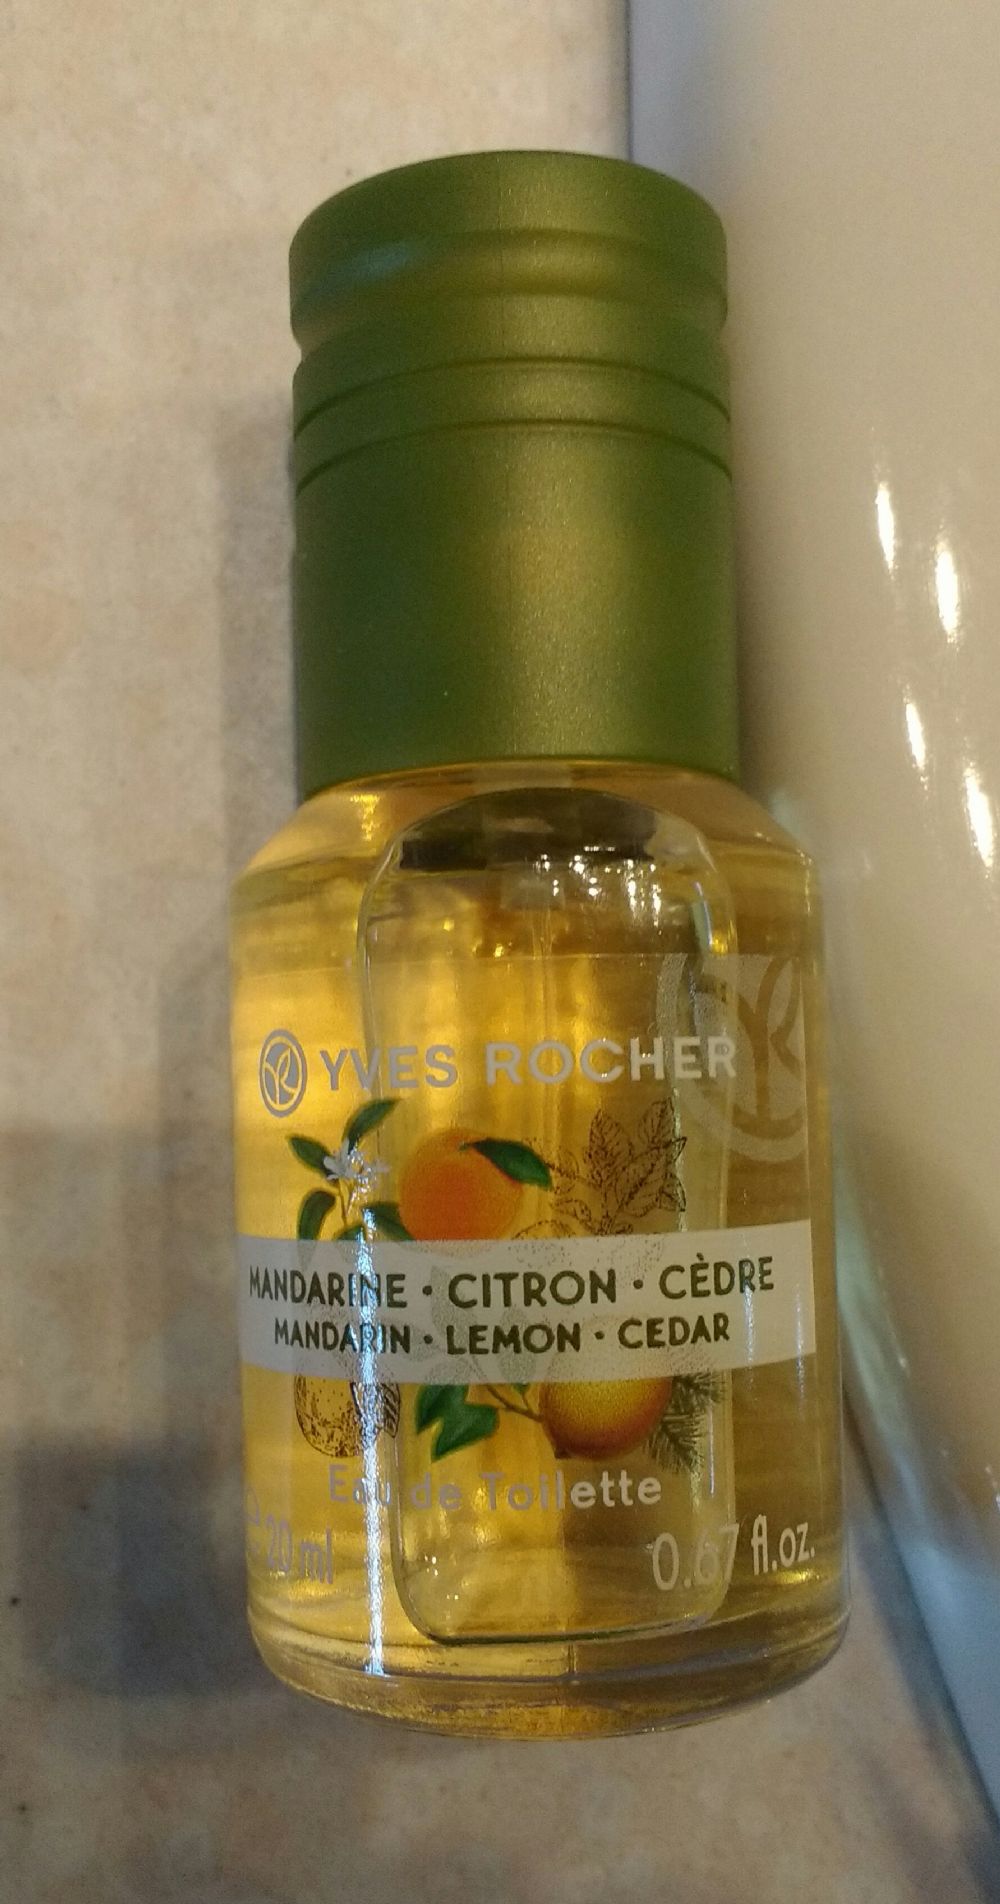 YVES ROCHER
MANDARINE • CITRON • CÈDRE
MANDARIN • LEMON • CEDAR
Eau de Toilette
℮ 20 ml 0.67 fl.oz.